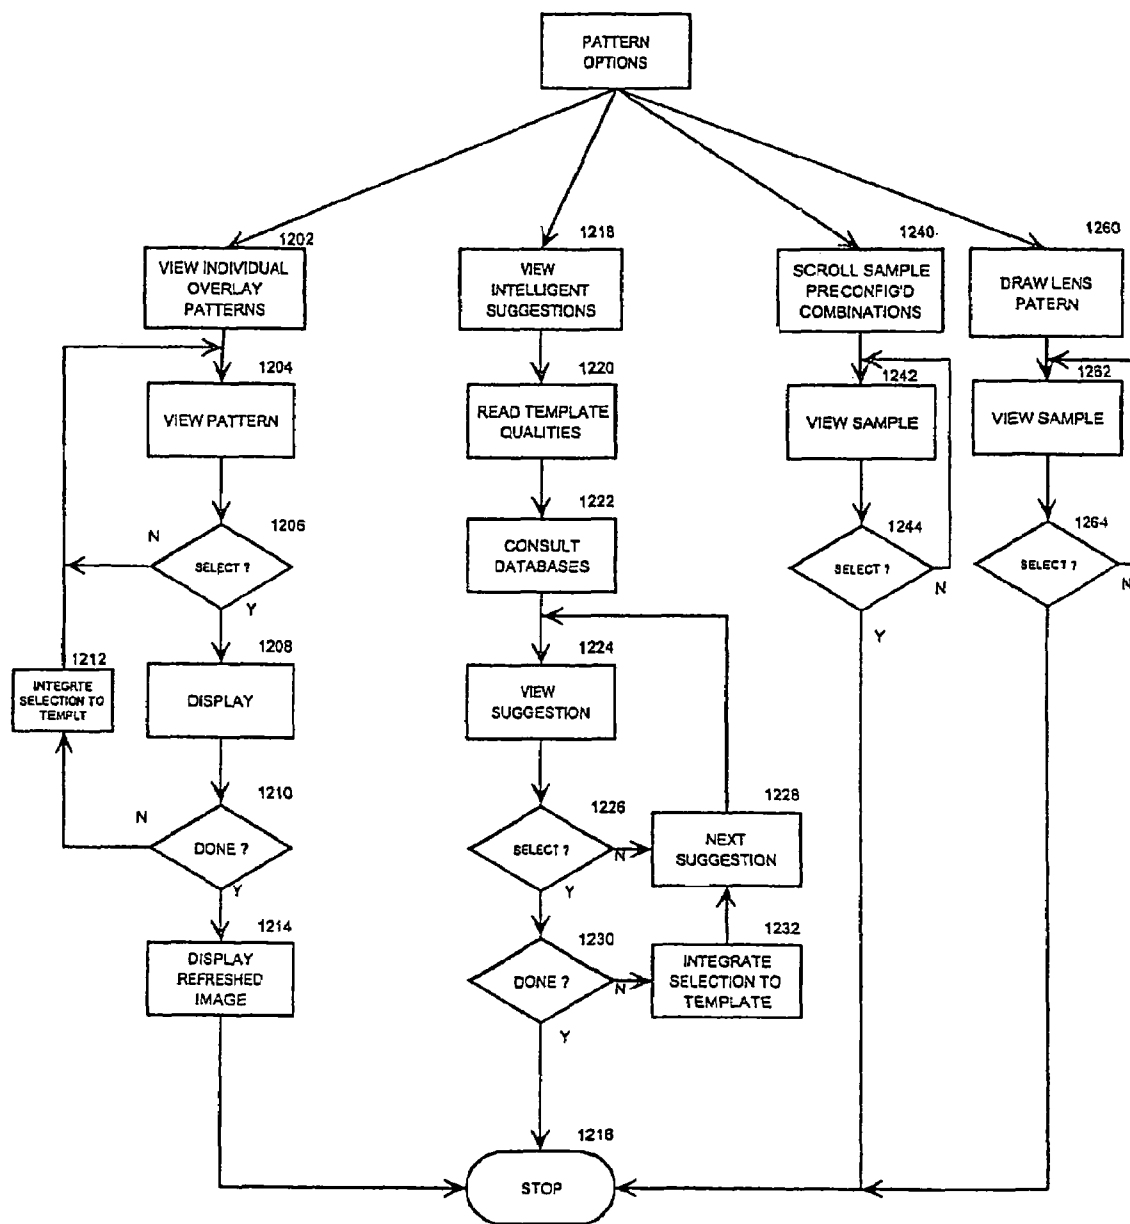 PATTERN
OPTIONS
1202
VIEW INDIVIDUAL
OVERLAY
PATTERNS
1204
VIEW PATTERN
1206
N
SELECT ?
Y
1208
DISPLAY
1212
INTEGRTE
SELECTION TO
TEMPLT
1210
N
DONE ?
Y
1214
DISPLAY
REFRESHED
IMAGE
1218
VIEW
INTELLIGENT
SUGGESTIONS
1220
READ TEMPLATE
QUALITIES
1222
CONSULT
DATABASES
1224
VIEW
SUGGESTION
1226
SELECT ?
N
Y
1228
NEXT
SUGGESTION
1230
DONE ?
N
Y
1232
INTEGRATE
SELECTION TO
TEMPLATE
1240
SCROLL SAMPLE
PRECONFIG'D
COMBINATIONS
1242
VIEW SAMPLE
1244
SELECT ?
N
Y
1260
DRAW LENS
PATERN
1262
VIEW SAMPLE
1264
SELECT ?
N
1216
STOP